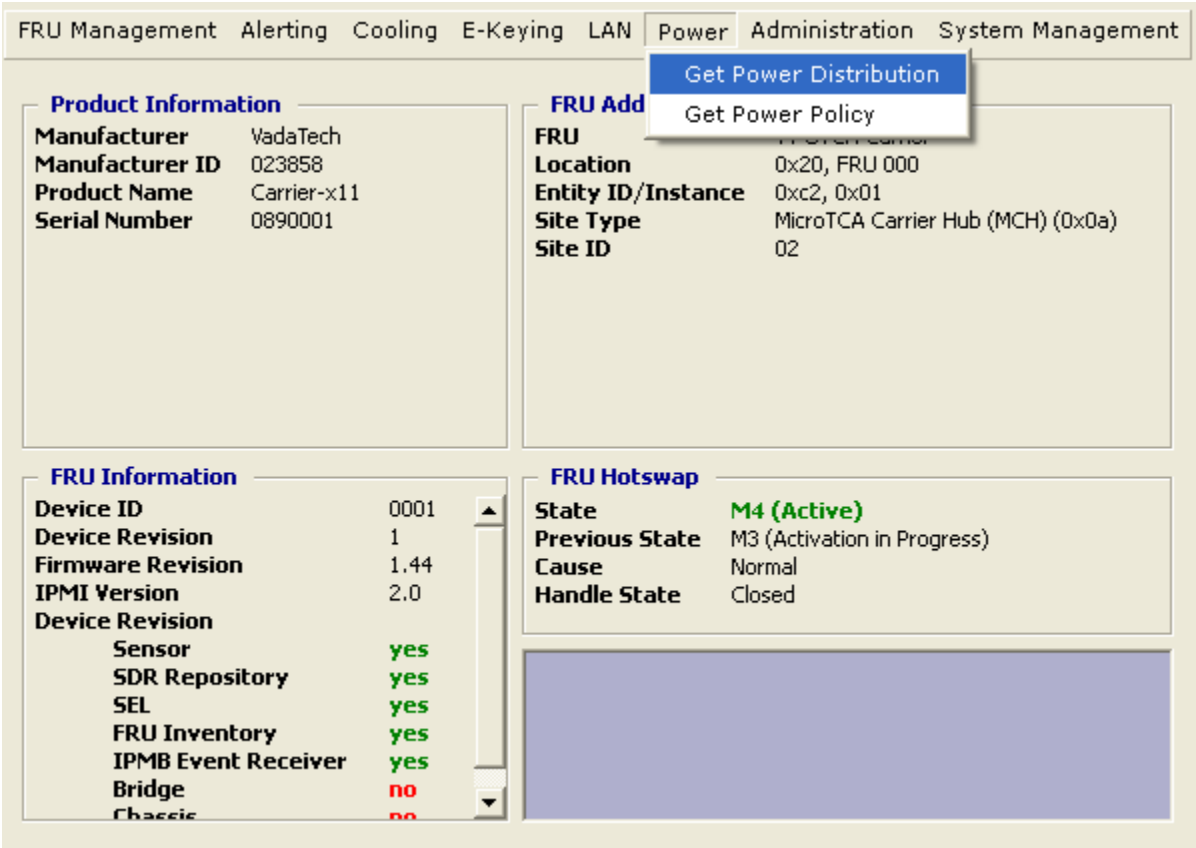 FRU Management Alerting Cooling E-Keying LAN Power Administration System Management
Get Power Distribution
Get Power Policy
Product Information
Manufacturer VadaTech
Manufacturer ID 023858
Product Name Carrier-x11
Serial Number 0890001
FRU Add
FRU
Location 0x20, FRU 000
Entity ID/Instance 0xc2, 0x01
Site Type MicroTCA Carrier Hub (MCH) (0x0a)
Site ID 02
FRU Information
Device ID 0001
Device Revision 1
Firmware Revision 1.44
IPMI Version 2.0
Device Revision
Sensor yes
SDR Repository yes
SEL yes
FRU Inventory yes
IPMB Event Receiver yes
Bridge no
Chassis no
FRU Hotswap
State M4 (Active)
Previous State M3 (Activation in Progress)
Cause Normal
Handle State Closed